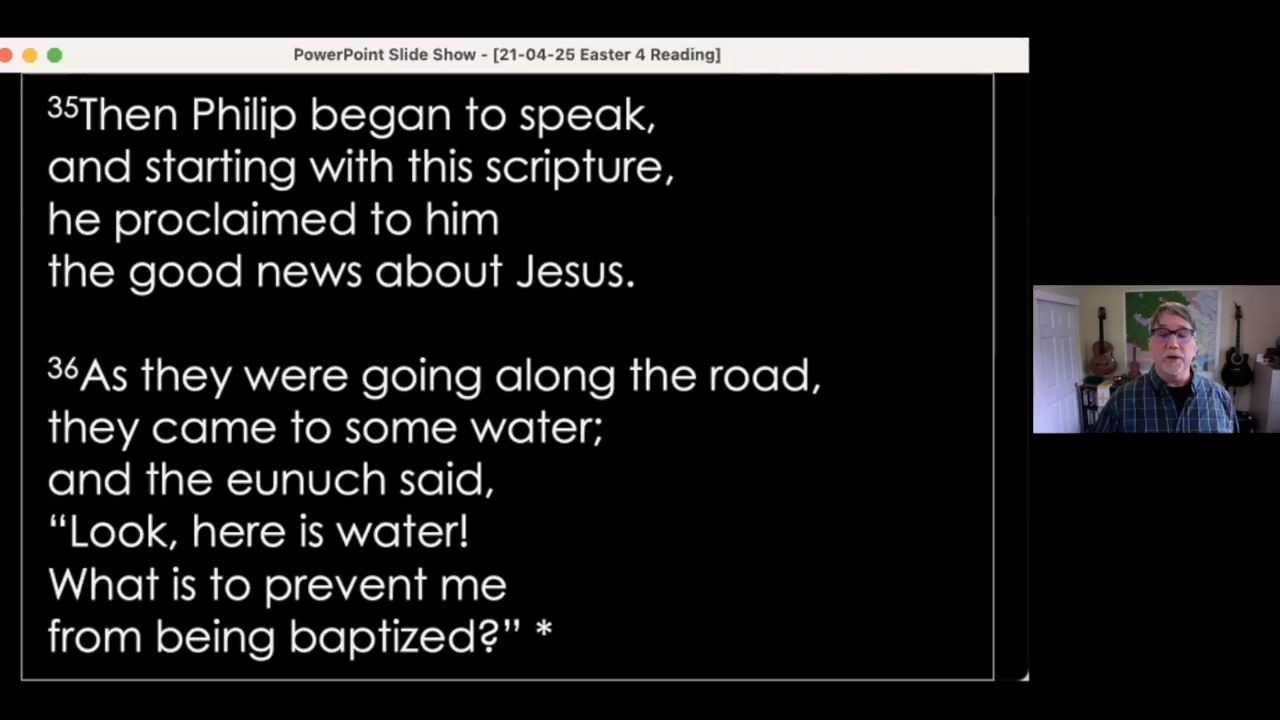 PowerPoint Slide Show - [21-04-25 Easter 4 Reading]
35Then Philip began to speak,
and starting with this scripture,
he proclaimed to him
the good news about Jesus.
36As they were going along the road,
they came to some water;
and the eunuch said,
“Look, here is water!
What is to prevent me
from being baptized?” *